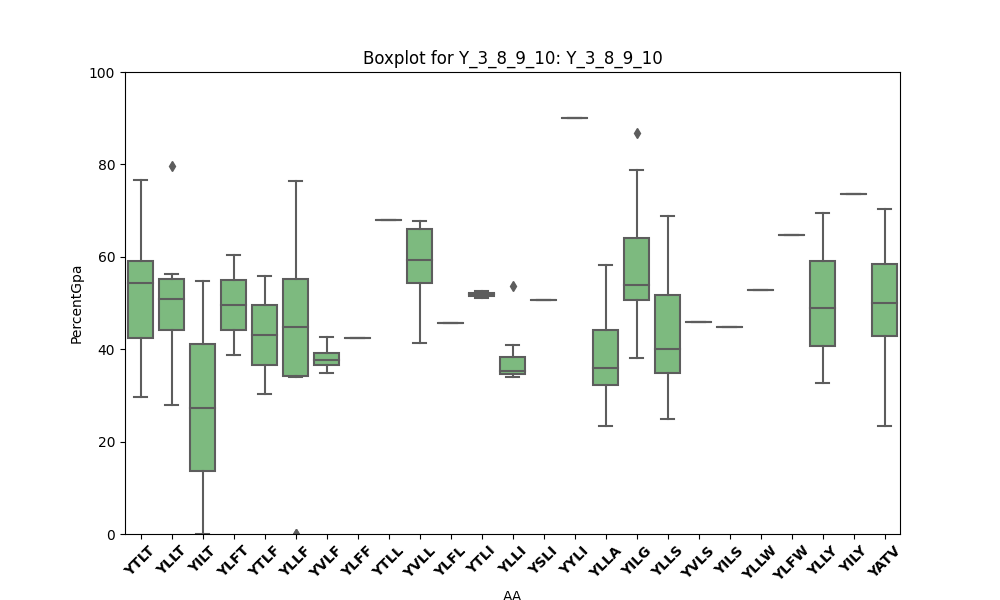 Boxplot for Y_3_8_9_10: Y_3_8_9_10
100
80
60
40
20
0
PercentGpa
YTLT YLLT YILT YLFT YTLF YLLF YVLF YLFF YTLL YVLL YLFL YTLI YLLI YSLI YYLI YLLA YILG YLLS YVLS YILS YLLW YLFW YLLY YILY YATV
AA